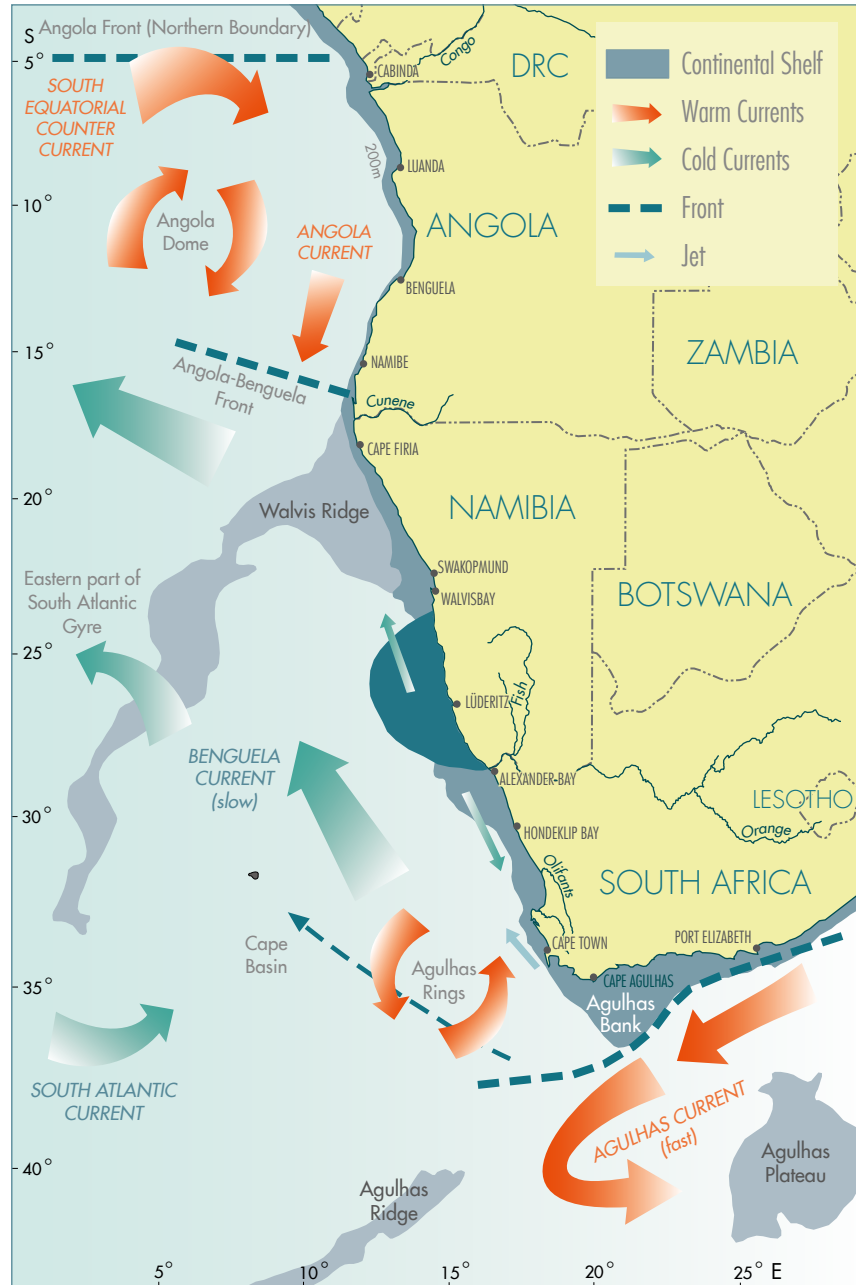 Angola Front (Northern Boundary)
S
5°
SOUTH
EQUATORIAL
COUNTER
CURRENT
Congo
CABINDA
DRC
Continental Shelf
Warm Currents
Cold Currents
Front
Jet
200m
LUANDA
10°
Angola
Dome
ANGOLA
CURRENT
ANGOLA
BENGUELA
15°
NAMIBE
ZAMBIA
Angola-Benguela
Front
Cunene
CAPE FIRIA
20°
Walvis Ridge
NAMIBIA
SWAKOPMUND
WALVISBAY
BOTSWANA
Eastern part of
South Atlantic
Gyre
25°
LÜDERITZ
Fish
BENGUELA
CURRENT
(slow)
ALEXANDER-BAY
30°
HONDEKLIP BAY
LESOTHO
Orange
Olifants
SOUTH AFRICA
Cape
Basin
Agulhas
Rings
CAPE TOWN
PORT ELIZABETH
CAPE AGULHAS
35°
Agulhas
Bank
SOUTH ATLANTIC
CURRENT
AGULHAS CURRENT
(fast)
40°
Agulhas
Ridge
Agulhas
Plateau
5°
10°
15°
20°
25° E